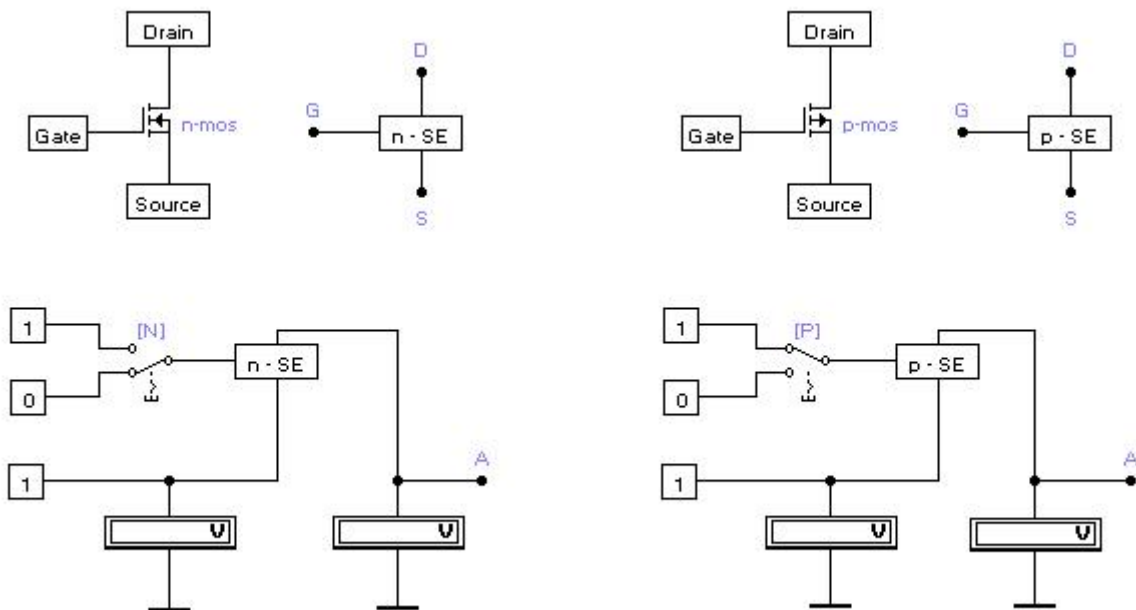 Drain
D
G
Gate
n-mos
n - SE
Source
S
Drain
D
G
Gate
p-mos
p - SE
Source
S
1
[N]
n - SE
0
1
A
V
V
1
[P]
p - SE
0
1
A
V
V